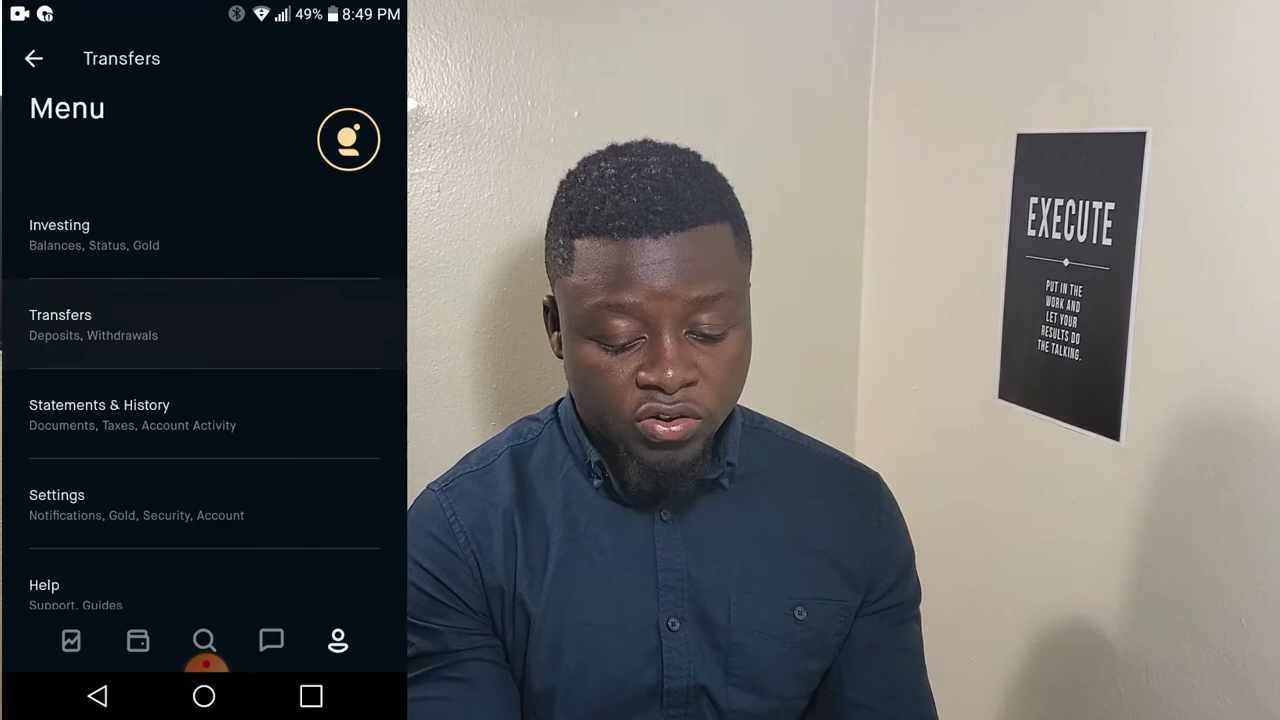 49% 8:49 PM
Transfers
Menu
Investing
Balances, Status, Gold
Transfers
Deposits, Withdrawals
Statements & History
Documents, Taxes, Account Activity
Settings
Notifications, Gold, Security, Account
Help
Support, Guides
EXECUTE
PUT IN THE
WORK AND
LET YOUR
RESULTS DO
THE TALKING.